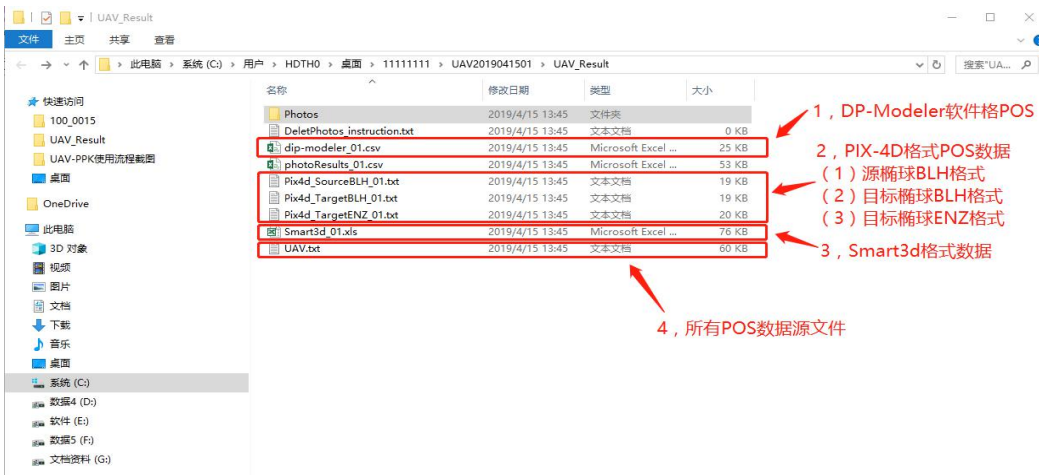 UAV_Result
文件 主页 共享 查看
此电脑 › 系统 (C:) › 用户 › HDTH0 › 桌面 › 11111111 › UAV2019041501 › UAV_Result
搜索"UA...
名称 修改日期 类型 大小
快速访问
100_0015
UAV_Result
UAV-PPK使用流程截图
桌面
OneDrive
此电脑
3D 对象
视频
图片
文档
下载
音乐
桌面
系统 (C:)
数据4 (D:)
软件 (E:)
数据5 (F:)
文档资料 (G:)
Photos 2019/4/15 13:45 文件夹
DeletPhotos_instruction.txt 2019/4/15 13:45 文本文档 0 KB
dip-modeler_01.csv 2019/4/15 13:45 Microsoft Excel ... 25 KB
photoResults_01.csv 2019/4/15 13:45 Microsoft Excel ... 53 KB
Pix4d_SourceBLH_01.txt 2019/4/15 13:45 文本文档 19 KB
Pix4d_TargetBLH_01.txt 2019/4/15 13:45 文本文档 19 KB
Pix4d_TargetENZ_01.txt 2019/4/15 13:45 文本文档 20 KB
Smart3d_01.xls 2019/4/15 13:45 Microsoft Excel ... 76 KB
UAV.txt 2019/4/15 13:45 文本文档 60 KB
1，DP-Modeler软件格POS
2，PIX-4D格式POS数据
（1）源椭球BLH格式
（2）目标椭球BLH格式
（3）目标椭球ENZ格式
3，Smart3d格式数据
4，所有POS数据源文件